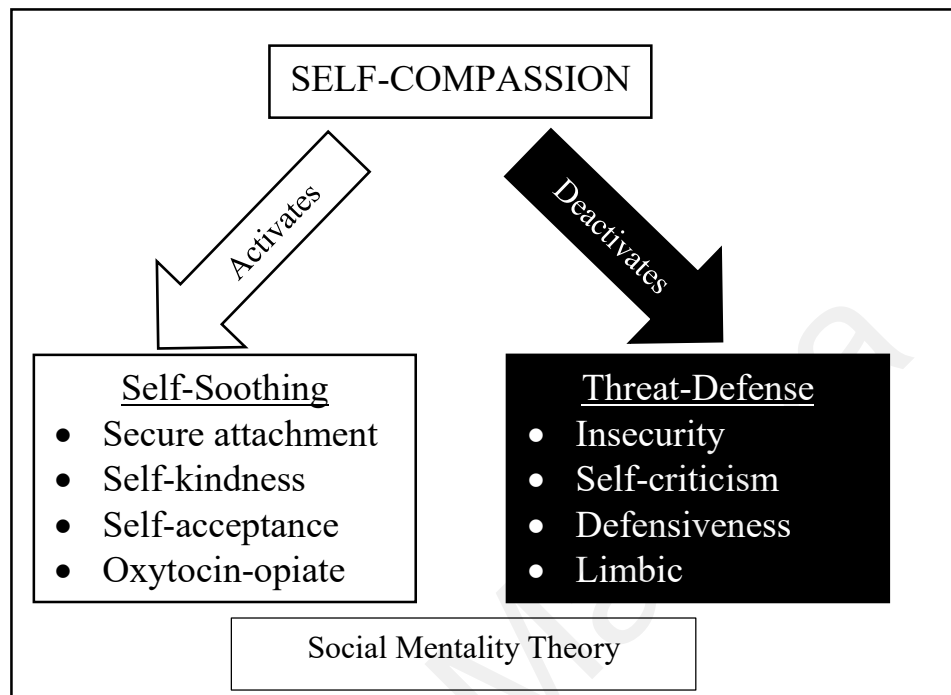 SELF-COMPASSION
Activates
Deactivates
Self-Soothing
• Secure attachment
• Self-kindness
• Self-acceptance
• Oxytocin-opiate
Threat-Defense
• Insecurity
• Self-criticism
• Defensiveness
• Limbic
Social Mentality Theory